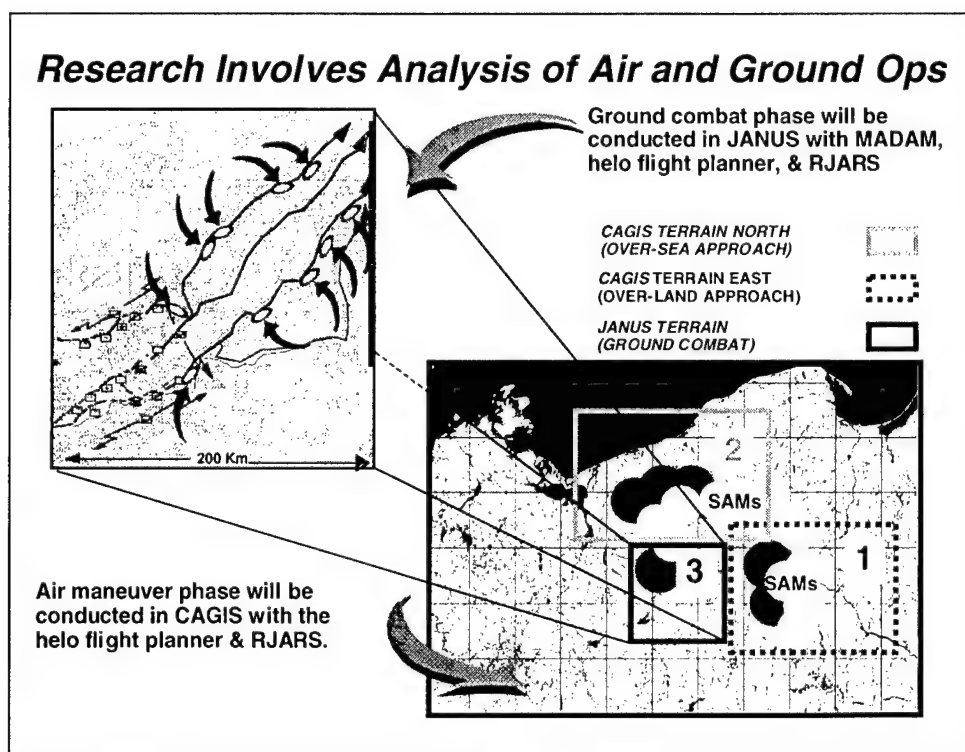 Research Involves Analysis of Air and Ground Ops
Ground combat phase will be
conducted in JANUS with MADAM,
helo flight planner, & RJARS
CAGIS TERRAIN NORTH
(OVER-SEA APPROACH)
CAGIS TERRAIN EAST
(OVER-LAND APPROACH)
JANUS TERRAIN
(GROUND COMBAT)
200 Km
2
SAMs
3
1
SAMs
Air maneuver phase will be
conducted in CAGIS with the
helo flight planner & RJARS.